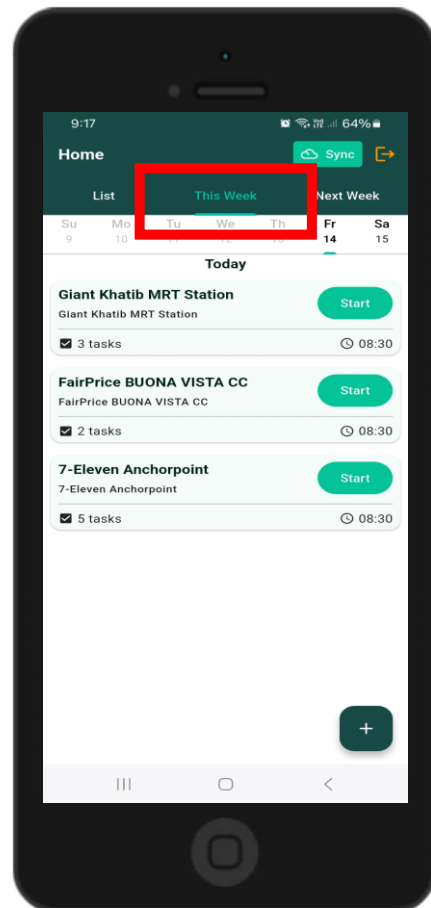 9:17 64%
Home Sync
List This Week Next Week
Su Mo Tu We Th Fr Sa
9 10 11 12 13 14 15
Today
Giant Khatib MRT Station Start
Giant Khatib MRT Station
3 tasks 08:30
FairPrice BUONA VISTA CC Start
FairPrice BUONA VISTA CC
2 tasks 08:30
7-Eleven Anchorpoint Start
7-Eleven Anchorpoint
5 tasks 08:30
+